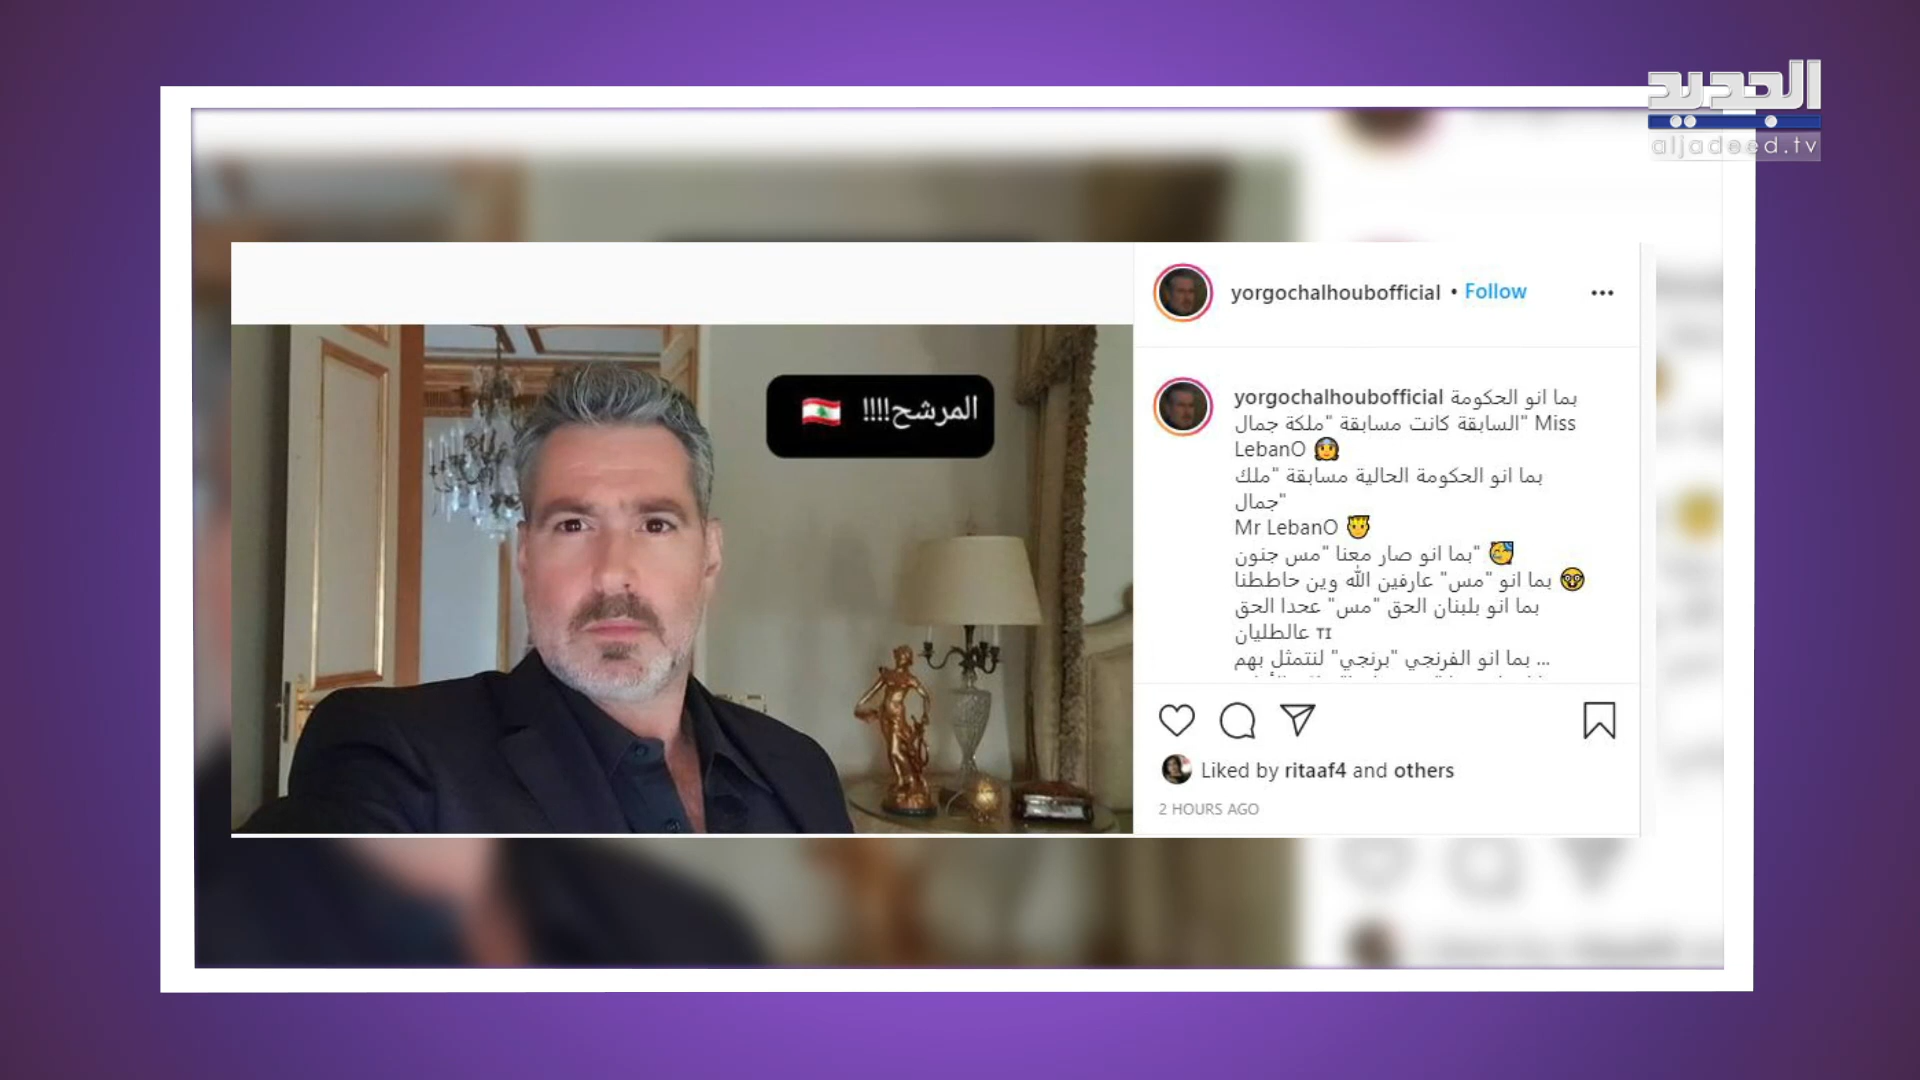 الجديد
aljadeed.tv
yorgochalhoubofficial • Follow
المرشح!!!!
yorgochalhoubofficial بما انو الحكومة
السابقة كانت مسابقة "ملكة جمال" Miss
LebanO
بما انو الحكومة الحالية مسابقة "ملك
جمال"
Mr LebanO
بما انو صار معنا "مس جنون"
بما انو "مس" عارفين الله وين حاططنا
بما انو بلبنان الحق "مس" عحدا الحق
عالطليان TI
بما انو الفرنجي "برنجي" لنتمثل بهم ...
Liked by ritaaf4 and others
2 HOURS AGO